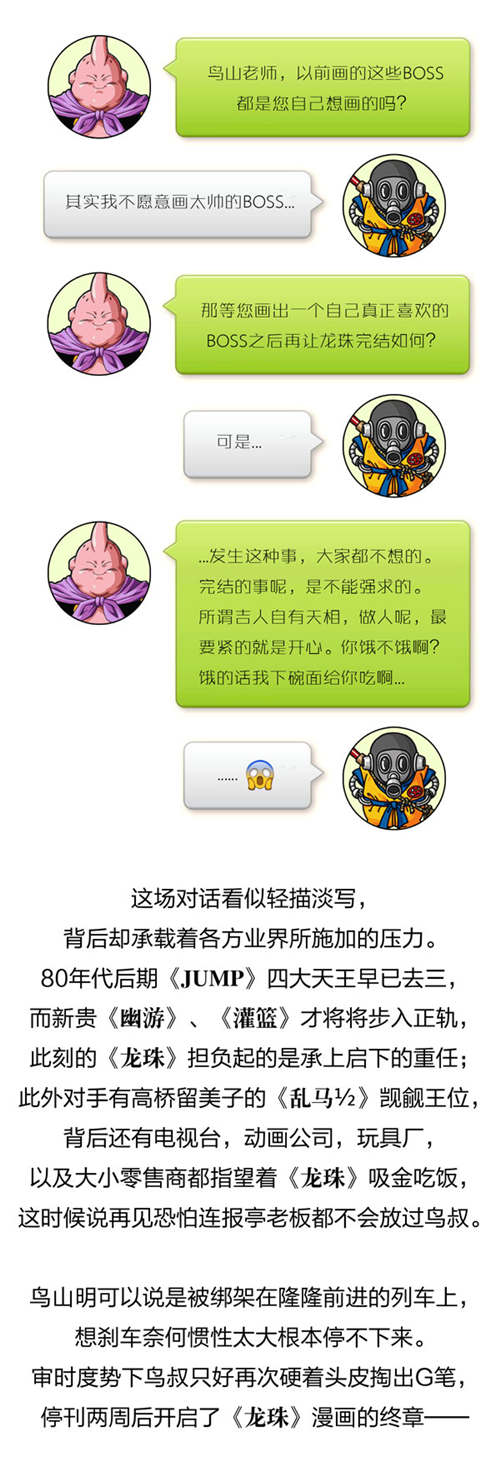 鸟山老师，以前画的这些BOSS
都是您自己想画的吗？
其实我不愿意画太帅的BOSS...
那等您画出一个自己真正喜欢的
BOSS之后再让龙珠完结如何？
可是...
...发生这种事，大家都不想的。
完结的事呢，是不能强求的。
所谓吉人自有天相，做人呢，最
要紧的就是开心。你饿不饿啊？
饿的话我下碗面给你吃啊...
...... 😱
这场对话看似轻描淡写，
背后却承载着各方业界所施加的压力。
80年代后期《JUMP》四大天王早已去三，
而新贵《幽游》、《灌篮》才将将步入正轨，
此刻的《龙珠》担负起的是承上启下的重任；
此外对手有高桥留美子的《乱马½》觊觎王位，
背后还有电视台，动画公司，玩具厂，
以及大小零售商都指望着《龙珠》吸金吃饭，
这时候说再见恐怕连报亭老板都不会放过鸟叔。
鸟山明可以说是被绑架在隆隆前进的列车上，
想刹车奈何惯性太大根本停不下来。
审时度势下鸟叔只好再次硬着头皮掏出G笔，
停刊两周后开启了《龙珠》漫画的终章——